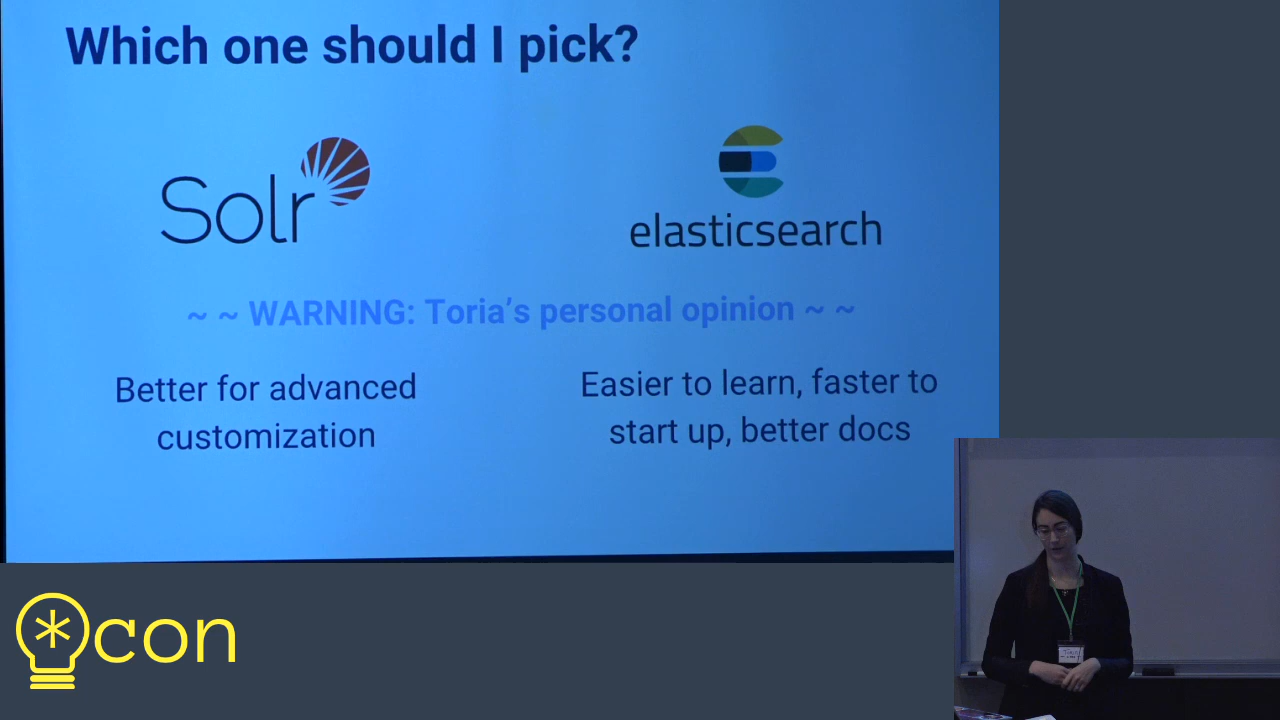 Which one should I pick?
Solr
elasticsearch
~ ~ WARNING: Toria's personal opinion ~ ~
Better for advanced
customization
Easier to learn, faster to
start up, better docs
*con